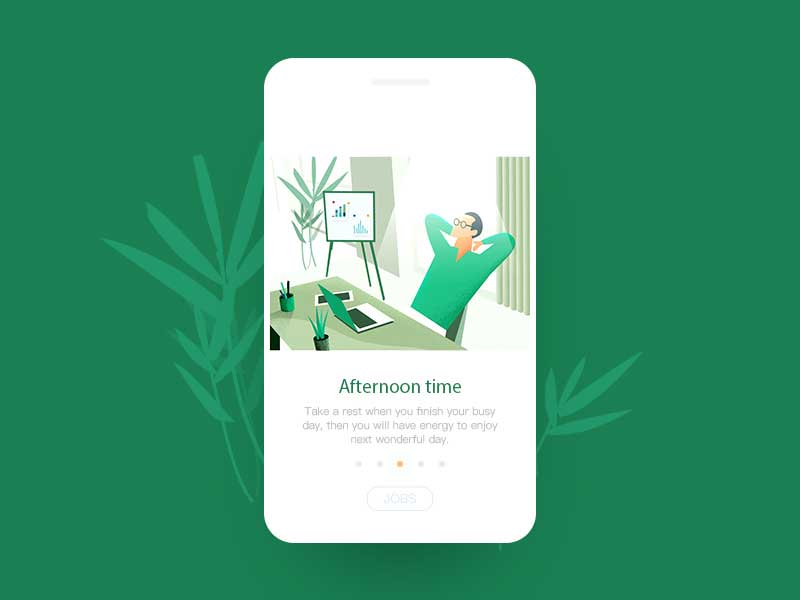 Afternoon time
Take a rest when you finish your busy
day, then you will have energy to enjoy
next wonderful day.
JOBS